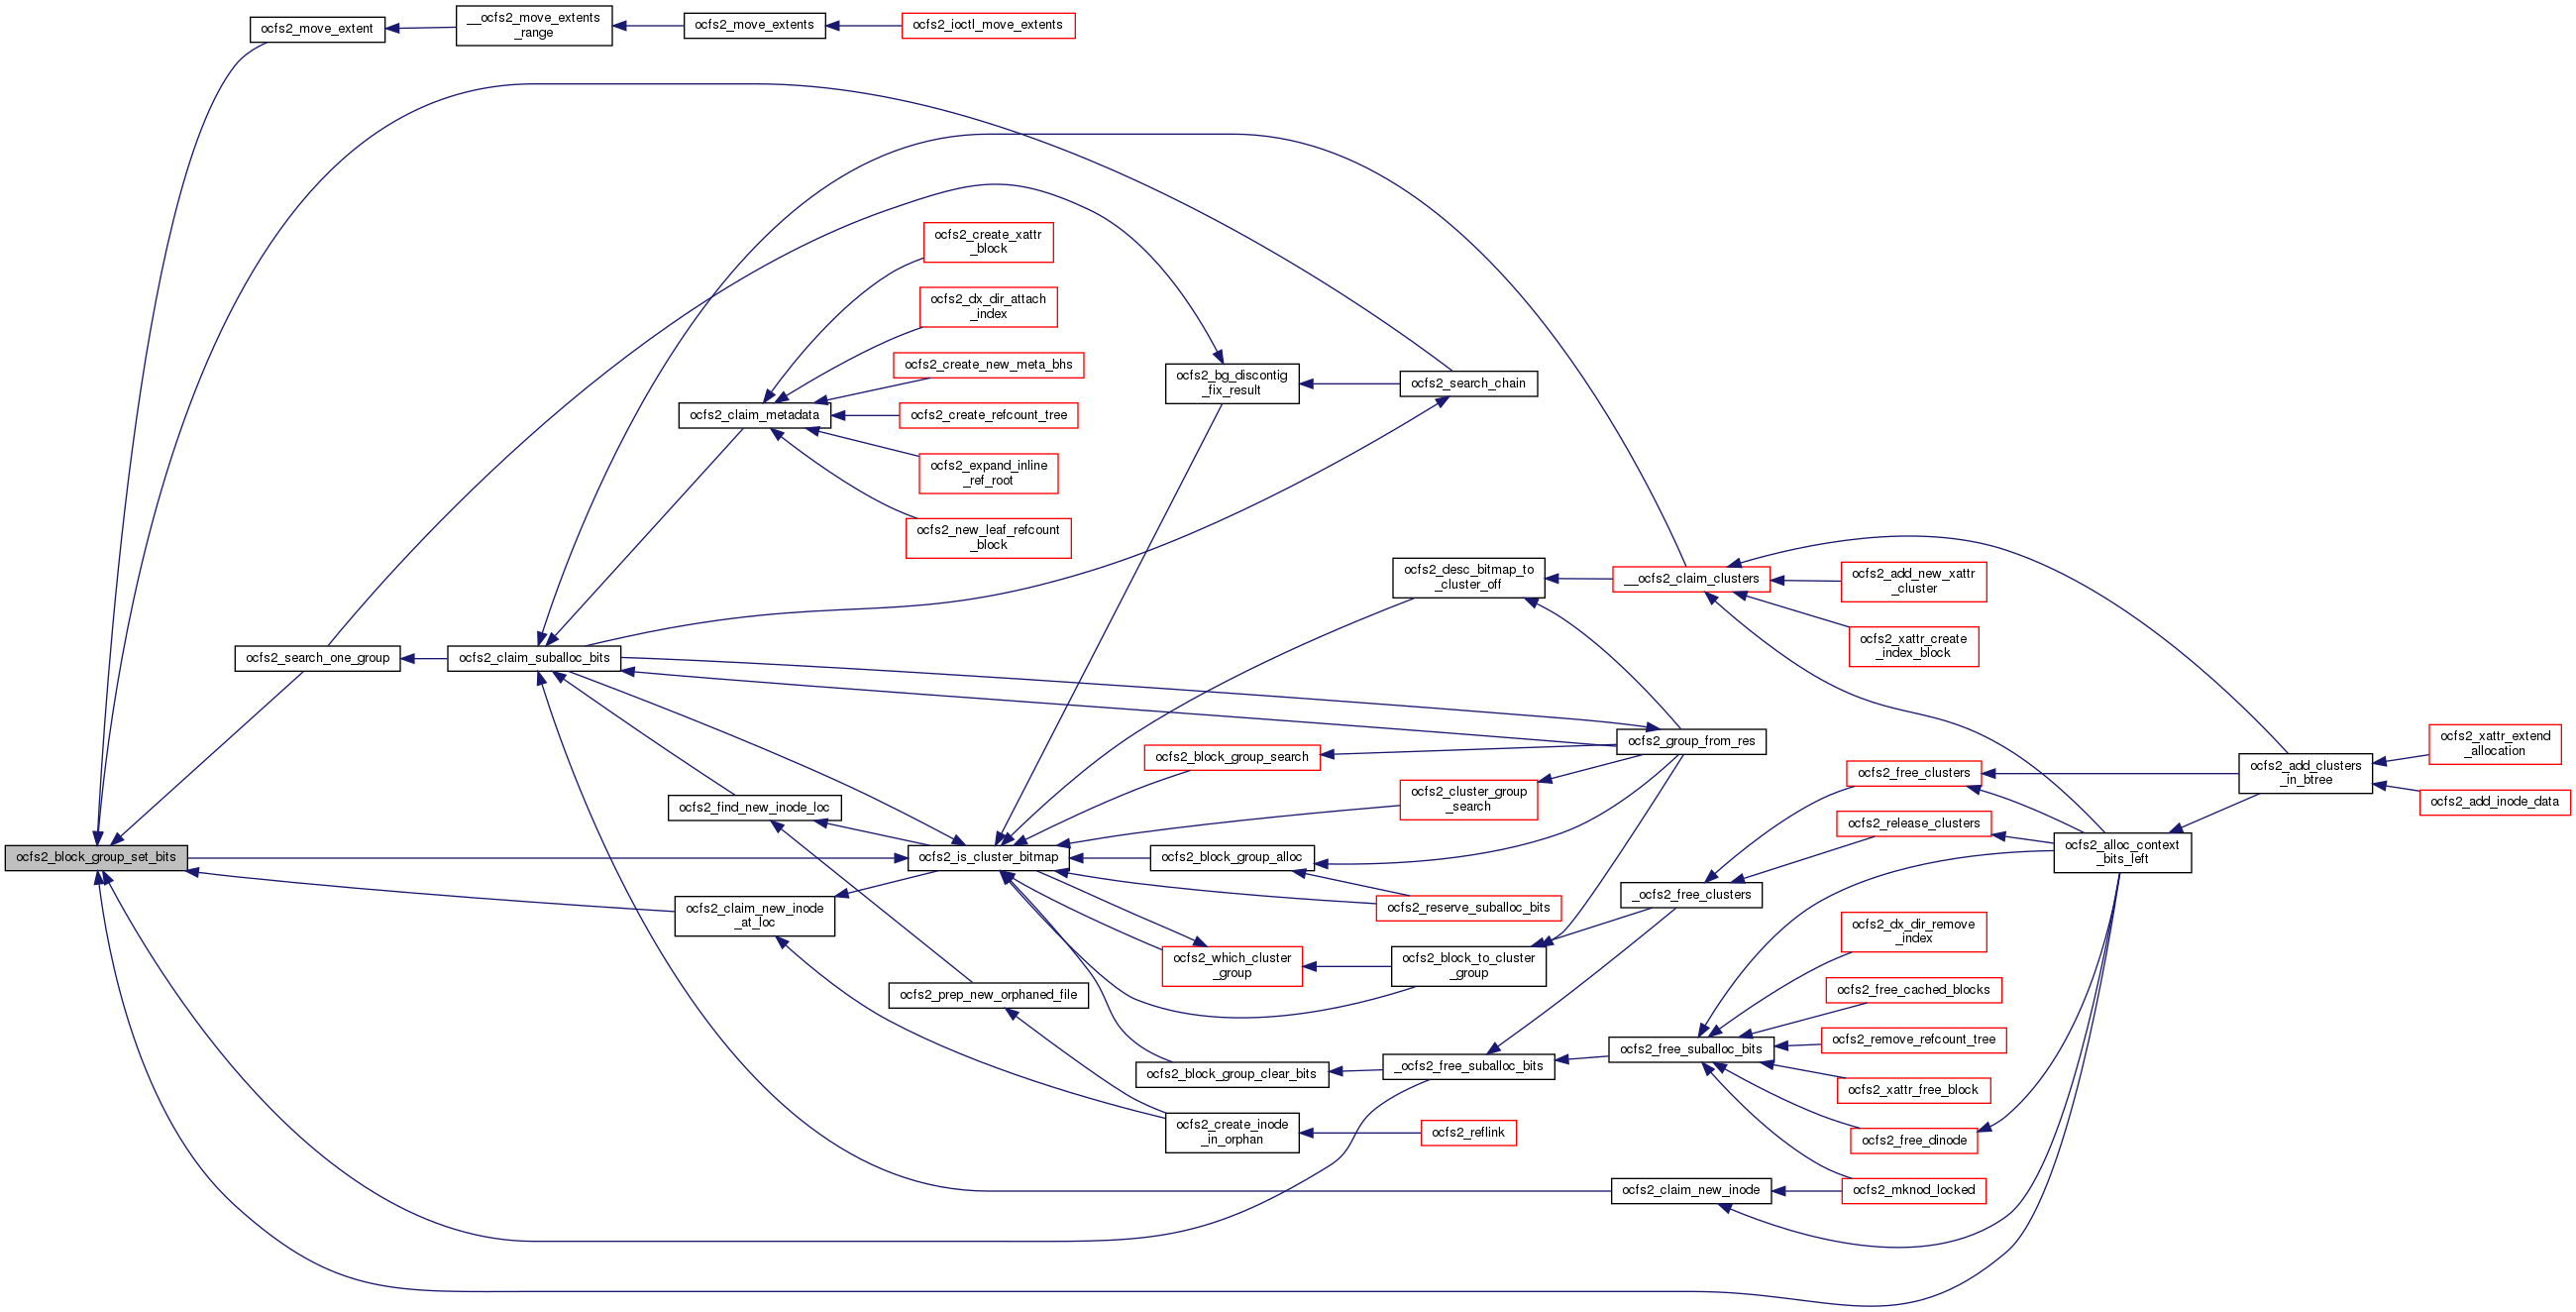 ocfs2_move_extent
__ocfs2_move_extents
_range
ocfs2_move_extents
ocfs2_ioctl_move_extents
ocfs2_create_xattr
_block
ocfs2_dx_dir_attach
_index
ocfs2_create_new_meta_bhs
ocfs2_claim_metadata
ocfs2_create_refcount_tree
ocfs2_expand_inline
_ref_root
ocfs2_new_leaf_refcount
_block
ocfs2_bg_discontig
_fix_result
ocfs2_search_chain
ocfs2_desc_bitmap_to
_cluster_off
__ocfs2_claim_clusters
ocfs2_add_new_xattr
_cluster
ocfs2_xattr_create
_index_block
ocfs2_search_one_group
ocfs2_claim_suballoc_bits
ocfs2_group_from_res
ocfs2_block_group_search
ocfs2_cluster_group
_search
ocfs2_free_clusters
ocfs2_add_clusters
_in_btree
ocfs2_xattr_extend
_allocation
ocfs2_add_inode_data
ocfs2_find_new_inode_loc
ocfs2_release_clusters
ocfs2_block_group_set_bits
ocfs2_is_cluster_bitmap
ocfs2_block_group_alloc
ocfs2_alloc_context
_bits_left
ocfs2_claim_new_inode
_at_loc
ocfs2_reserve_suballoc_bits
_ocfs2_free_clusters
ocfs2_which_cluster
_group
ocfs2_block_to_cluster
_group
ocfs2_dx_dir_remove
_index
ocfs2_prep_new_orphaned_file
ocfs2_free_cached_blocks
ocfs2_block_group_clear_bits
_ocfs2_free_suballoc_bits
ocfs2_free_suballoc_bits
ocfs2_remove_refcount_tree
ocfs2_xattr_free_block
ocfs2_create_inode
_in_orphan
ocfs2_reflink
ocfs2_free_dinode
ocfs2_claim_new_inode
ocfs2_mknod_locked